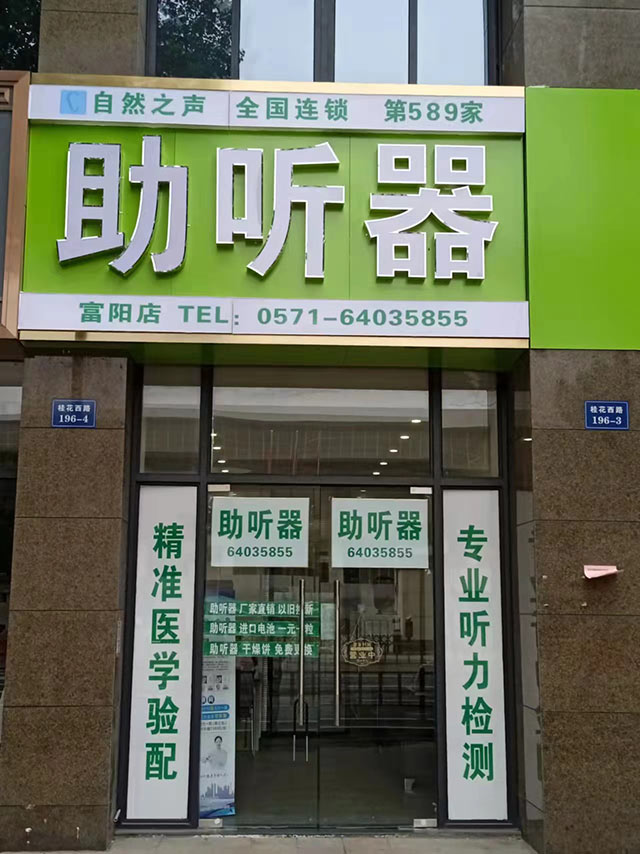 自然之声 全国连锁 第589家
助听器
富阳店 TEL: 0571-64035855
桂花西路
196-4
桂花西路
196-3
助听器
64035855
助听器
64035855
精准医学验配
专业听力检测
助听器 厂家直销 以旧换新
助听器 进口电池 一元一粒
助听器 干燥饼 免费更换
营业中